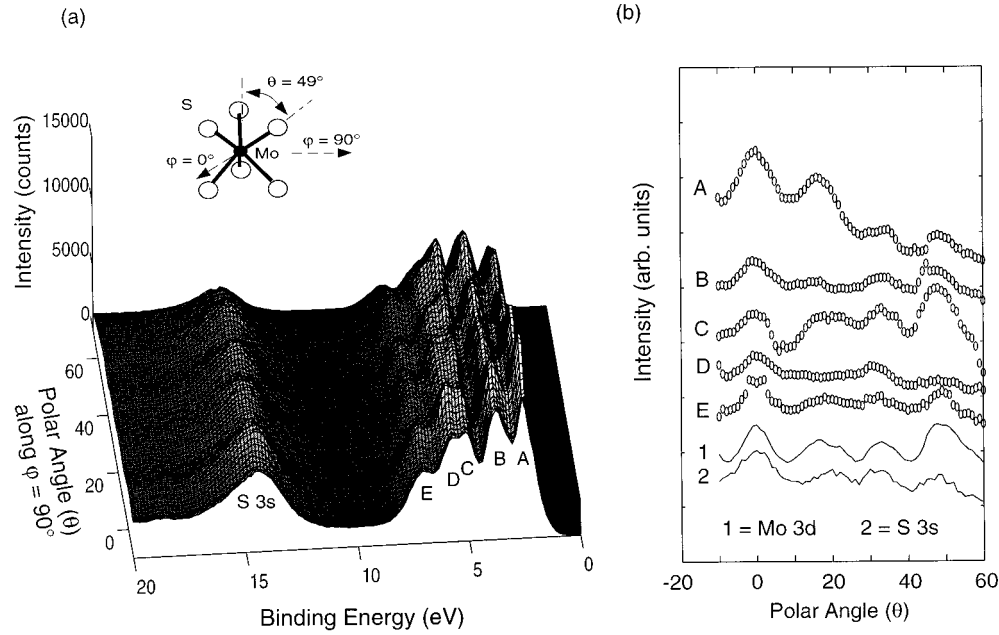 (a)
(b)
θ = 49°
S
φ = 90°
φ = 0°
Mo
15000
10000
5000
0
Intensity (counts)
60
40
20
0
Polar Angle (θ)
along φ = 90°
S 3s
E
D
C
B
A
20
15
10
5
0
Binding Energy (eV)
Intensity (arb. units)
A
B
C
D
E
1
2
1 = Mo 3d 2 = S 3s
-20
0
20
40
60
Polar Angle (θ)